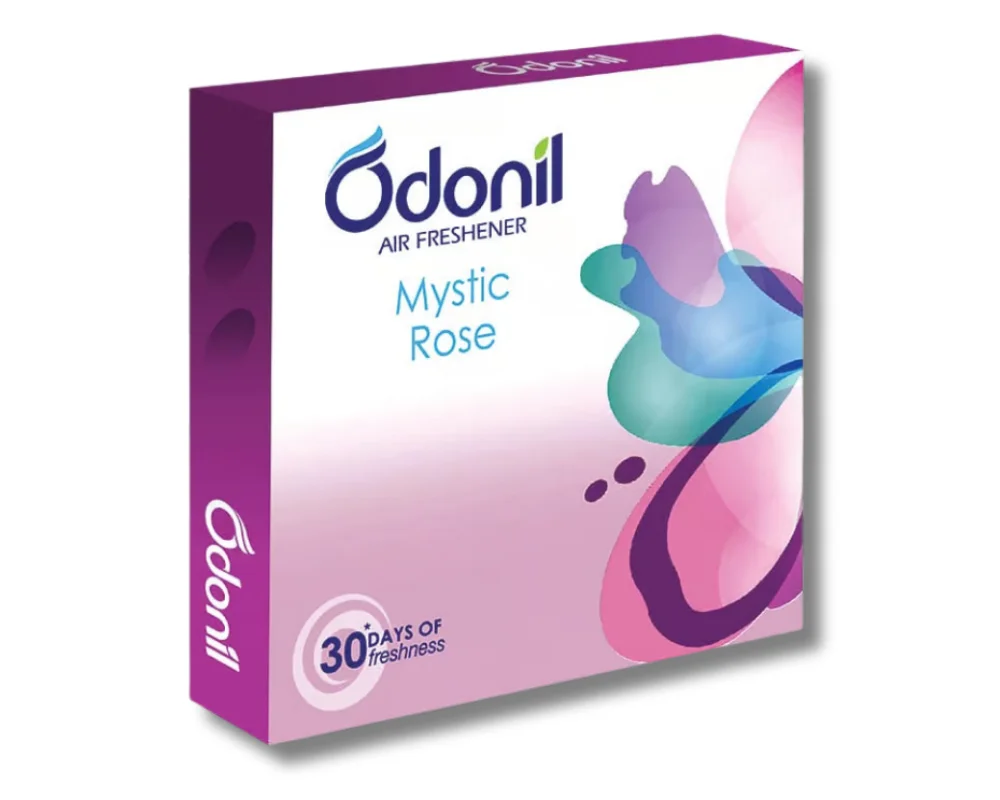 Odonil
Odonil
AIR FRESHENER
Mystic
Rose
Odonil
30*DAYS OF
freshness